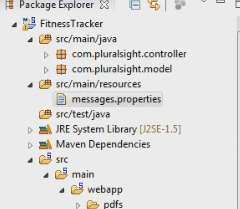 Package Explorer
FitnessTracker
src/main/java
com.pluralsight.controller
com.pluralsight.model
src/main/resources
messages.properties
src/test/java
JRE System Library [J2SE-1.5]
Maven Dependencies
src
main
webapp
pdfs